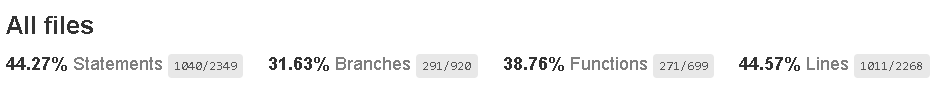 All files
44.27% Statements 1040/2349 31.63% Branches 291/920 38.76% Functions 271/699 44.57% Lines 1011/2268